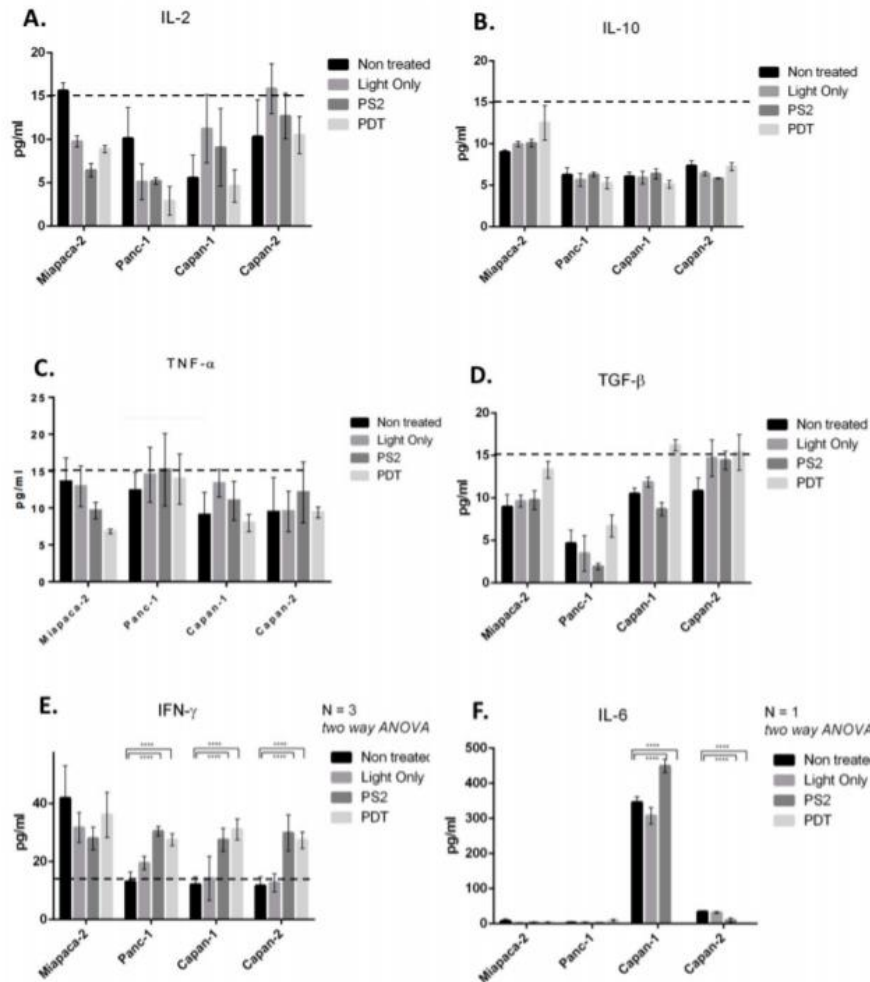 A.
IL-2
20
15
10
5
0
pg/ml
Non treated
Light Only
PS2
PDT
Miapaca-2
Panc-1
Capan-1
Capan-2
B.
IL-10
20
15
10
5
0
pg/ml
Non treated
Light Only
PS2
PDT
Miapaca-2
Panc-1
Capan-1
Capan-2
C.
TNF-α
25
20
15
10
5
0
pg/ml
Non treated
Light Only
PS2
PDT
Miapaca-2
Panc-1
Capan-1
Capan-2
D.
TGF-β
20
15
10
5
0
pg/ml
Non treated
Light Only
PS2
PDT
Miapaca-2
Panc-1
Capan-1
Capan-2
E.
IFN-γ
N = 3
two way ANOVA
40
20
0
pg/ml
**** **** ****
**** **** ****
Non treated
Light Only
PS2
PDT
Miapaca-2
Panc-1
Capan-1
Capan-2
F.
IL-6
N = 1
two way ANOVA
500
400
300
200
100
0
pg/ml
**** ****
**** ****
Non treated
Light Only
PS2
PDT
Miapaca-2
Panc-1
Capan-1
Capan-2